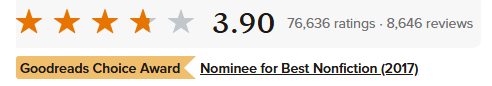 3.90 76,636 ratings · 8,646 reviews
Goodreads Choice Award Nominee for Best Nonfiction (2017)